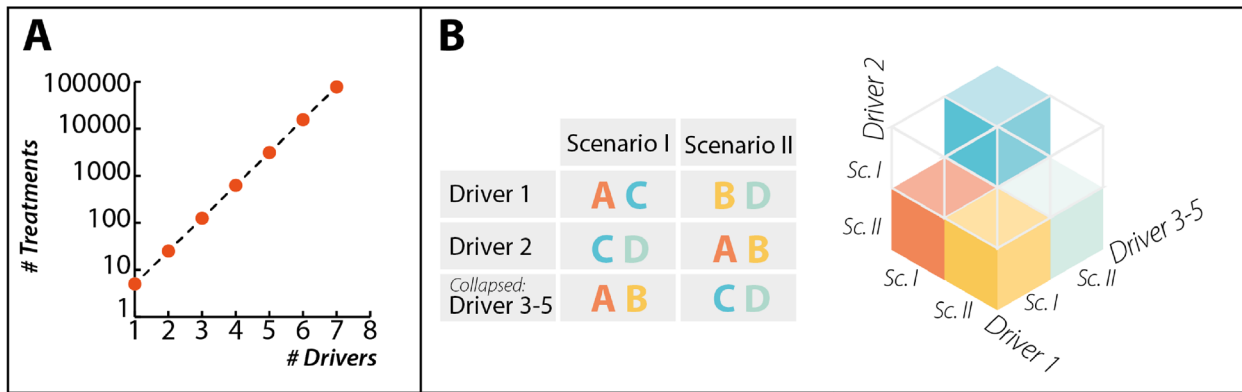 A
100000
10000
1000
100
10
1
# Treatments
1 2 3 4 5 6 7 8
# Drivers
B
Scenario I Scenario II
Driver 1 A C B D
Driver 2 C D A B
Collapsed:
Driver 3-5 A B C D
Driver 2
Sc. I
Sc. II
Sc. I
Sc. II
Driver 1
Sc. I
Sc. II
Driver 3-5